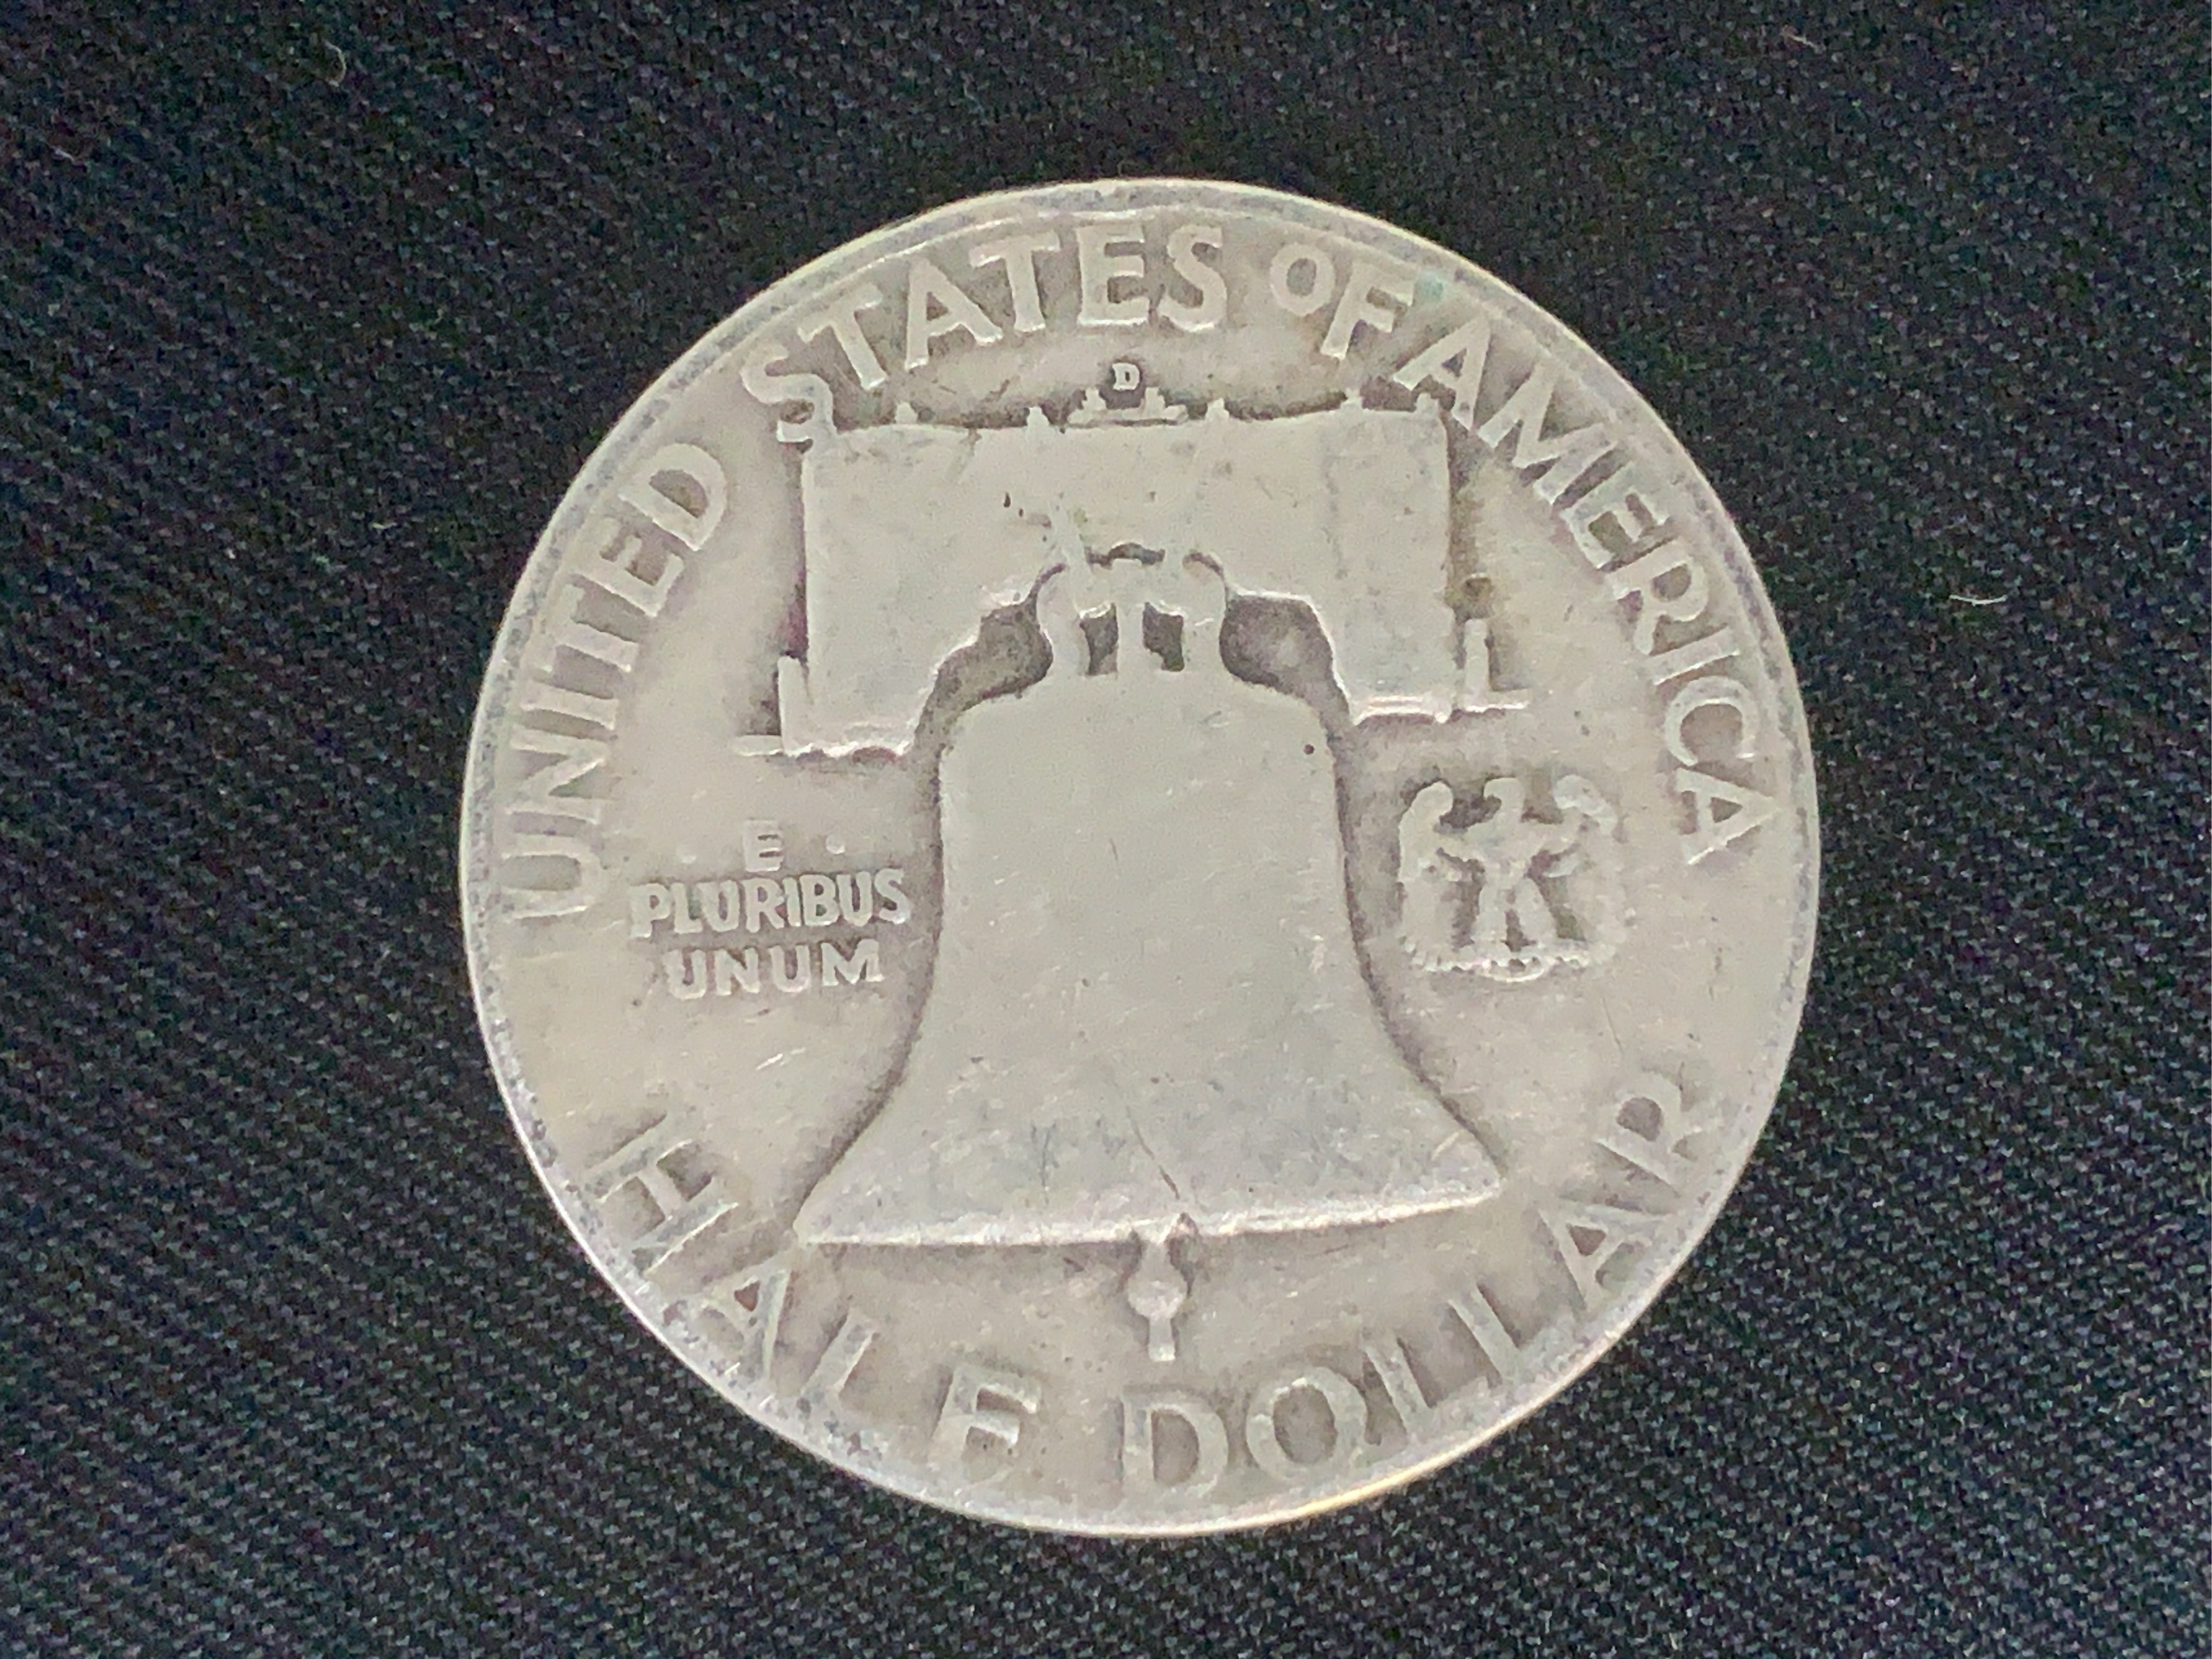 UNITED STATES OF AMERICA
D
· E ·
PLURIBUS
UNUM
HALF DOLLAR